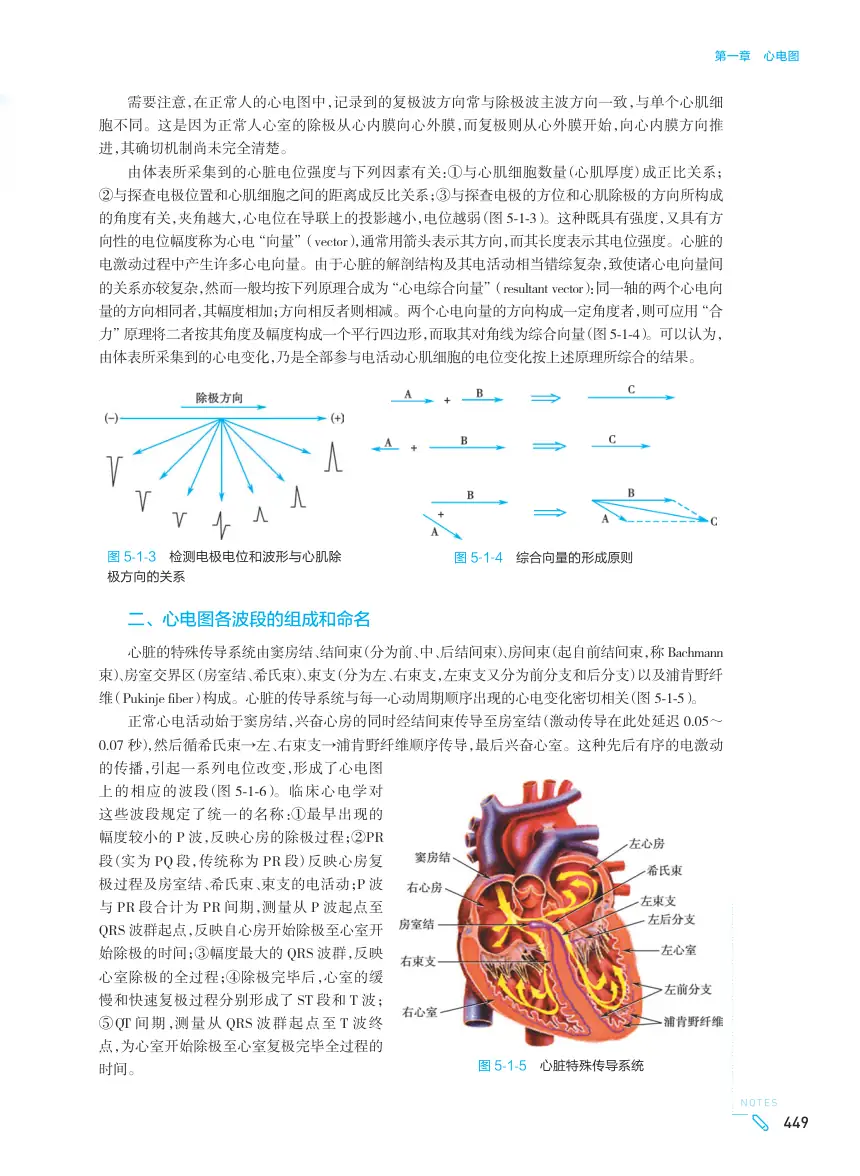 第一章 心电图
需要注意,在正常人的心电图中,记录到的复极波方向常与除极波主波方向一致,与单个心肌细
胞不同。这是因为正常人心室的除极从心内膜向心外膜,而复极则从心外膜开始,向心内膜方向推
进,其确切机制尚未完全清楚。
由体表所采集到的心脏电位强度与下列因素有关:①与心肌细胞数量(心肌厚度)成正比关系;
②与探查电极位置和心肌细胞之间的距离成反比关系;③与探查电极的方位和心肌除极的方向所构成
的角度有关,夹角越大,心电位在导联上的投影越小,电位越弱(图 5-1-3)。这种既具有强度,又具有方
向性的电位幅度称为心电“向量”(vector),通常用箭头表示其方向,而其长度表示其电位强度。心脏的
电激动过程中产生许多心电向量。由于心脏的解剖结构及其电活动相当错综复杂,致使诸心电向量间
的关系亦较复杂,然而一般均按下列原理合成为“心电综合向量”(resultant vector):同一轴的两个心电向
量的方向相同者,其幅度相加;方向相反者则相减。两个心电向量的方向构成一定角度者,则可应用“合
力”原理将二者按其角度及幅度构成一个平行四边形,而取其对角线为综合向量(图 5-1-4)。可以认为,
由体表所采集到的心电变化,乃是全部参与电活动心肌细胞的电位变化按上述原理所综合的结果。
除极方向
(-) (+)
图 5-1-3 检测电极电位和波形与心肌除
极方向的关系
A + B C
A + B C
B
+
A
B
A
C
图 5-1-4 综合向量的形成原则
二、心电图各波段的组成和命名
心脏的特殊传导系统由窦房结、结间束(分为前、中、后结间束)、房间束(起自前结间束,称 Bachmann
束)、房室交界区(房室结、希氏束)、束支(分为左、右束支,左束支又分为前分支和后分支)以及浦肯野纤
维(Pukinje fiber)构成。心脏的传导系统与每一心动周期顺序出现的心电变化密切相关(图 5-1-5)。
正常心电活动始于窦房结,兴奋心房的同时经结间束传导至房室结(激动传导在此处延迟 0.05～
0.07 秒),然后循希氏束→左、右束支→浦肯野纤维顺序传导,最后兴奋心室。这种先后有序的电激动
的传播,引起一系列电位改变,形成了心电图
上的相应的波段(图 5-1-6)。临床心电学对
这些波段规定了统一的名称:①最早出现的
幅度较小的 P 波,反映心房的除极过程;②PR
段(实为 PQ 段,传统称为 PR 段)反映心房复
极过程及房室结、希氏束、束支的电活动;P 波
与 PR 段合计为 PR 间期,测量从 P 波起点至
QRS 波群起点,反映自心房开始除极至心室开
始除极的时间;③幅度最大的 QRS 波群,反映
心室除极的全过程;④除极完毕后,心室的缓
慢和快速复极过程分别形成了 ST 段和 T 波;
⑤QT 间期,测量从 QRS 波群起点至 T 波终
点,为心室开始除极至心室复极完毕全过程的
时间。
窦房结
右心房
房室结
右束支
右心室
左心房
希氏束
左束支
左后分支
左心室
左前分支
浦肯野纤维
图 5-1-5 心脏特殊传导系统
NOTES
449